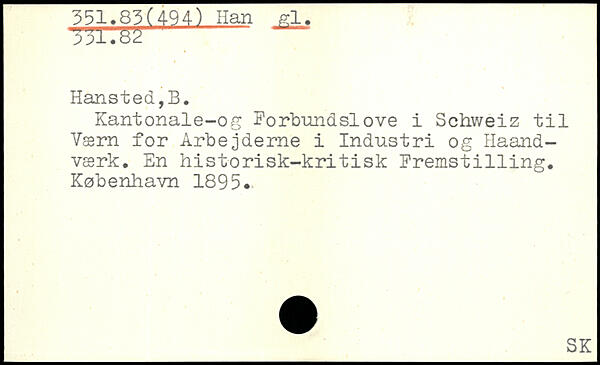 351.83(494) Han gl.
331.82
Hansted,B.
Kantonale-og Forbundslove i Schweiz til
Værn for Arbejderne i Industri og Haand-
værk. En historisk-kritisk Fremstilling.
København 1895.
SK